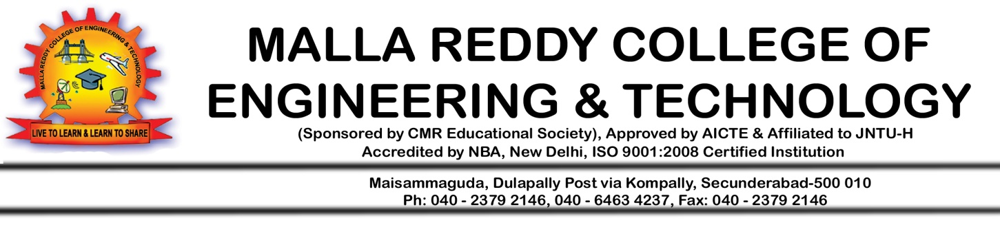 MALLA REDDY COLLEGE OF ENGINEERING & TECHNOLOGY
LIVE TO LEARN & LEARN TO SHARE
MALLA REDDY COLLEGE OF
ENGINEERING & TECHNOLOGY
(Sponsored by CMR Educational Society), Approved by AICTE & Affiliated to JNTU-H
Accredited by NBA, New Delhi, ISO 9001:2008 Certified Institution
Maisammaguda, Dulapally Post via Kompally, Secunderabad-500 010
Ph: 040 - 2379 2146, 040 - 6463 4237, Fax: 040 - 2379 2146